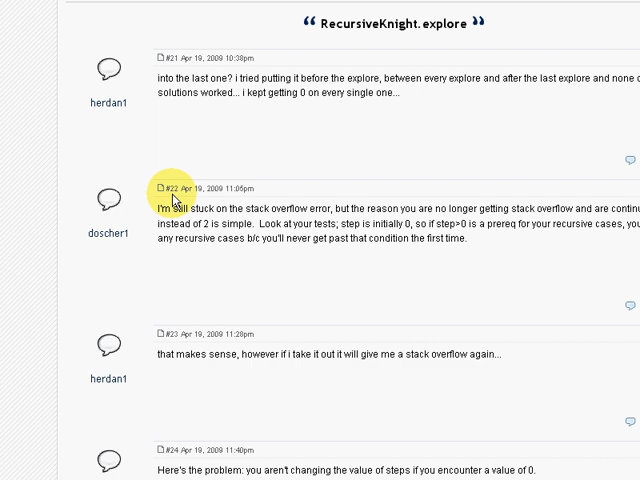 “ RecursiveKnight.explore ”
#21 Apr 19, 2009 10:38pm
into the last one? i tried putting it before the explore, between every explore and after the last explore and none o
solutions worked... i kept getting 0 on every single one...
herdan1
#22 Apr 19, 2009 11:05pm
I'm still stuck on the stack overflow error, but the reason you are no longer getting stack overflow and are continu
instead of 2 is simple. Look at your tests; step is initially 0, so if step>0 is a prereq for your recursive cases, you
any recursive cases b/c you'll never get past that condition the first time.
doscher1
#23 Apr 19, 2009 11:28pm
that makes sense, however if i take it out it will give me a stack overflow again...
herdan1
#24 Apr 19, 2009 11:40pm
Here's the problem: you aren't changing the value of steps if you encounter a value of 0.